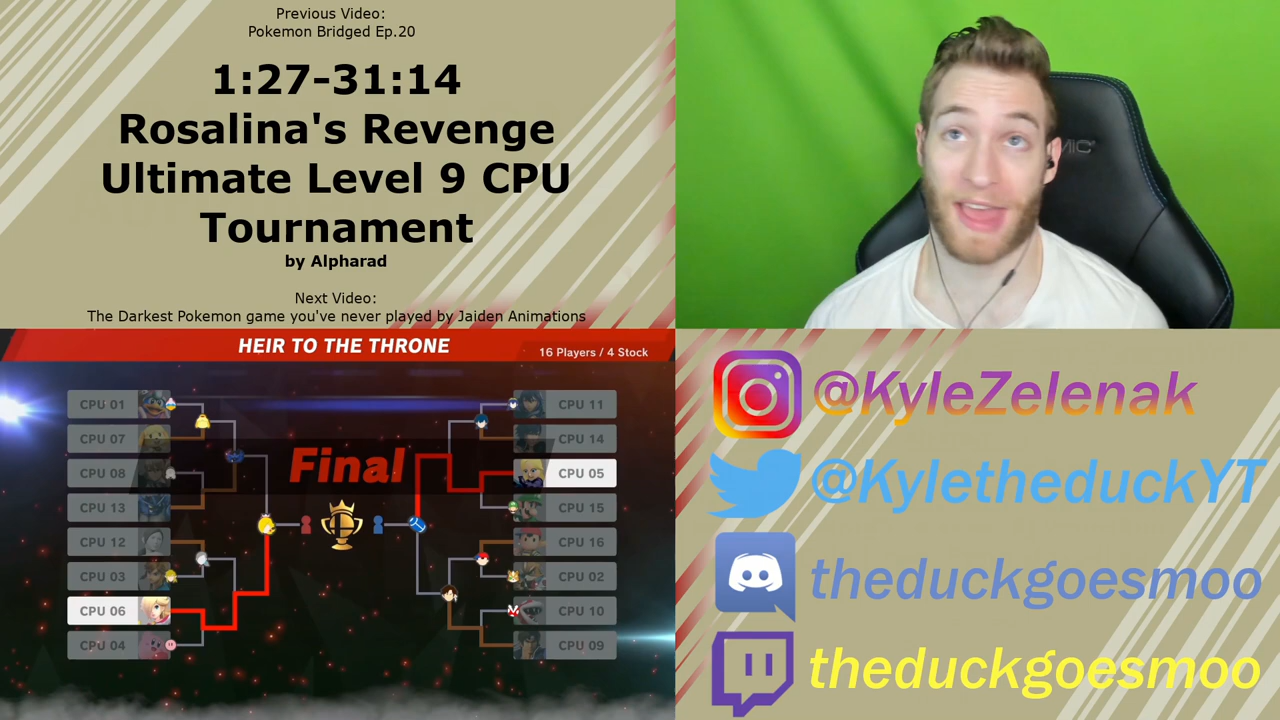 Previous Video:
Pokemon Bridged Ep.20
1:27-31:14
Rosalina's Revenge
Ultimate Level 9 CPU
Tournament
by Alpharad
Next Video:
The Darkest Pokemon game you've never played by Jaiden Animations
HEIR TO THE THRONE
16 Players / 4 Stock
CPU 01
CPU 07
CPU 08
CPU 13
CPU 12
CPU 03
CPU 06
CPU 04
Final
CPU 11
CPU 14
CPU 05
CPU 15
CPU 16
CPU 02
CPU 10
CPU 09
@KyleZelenak
@KyletheduckYT
theduckgoesmoo
theduckgoesmoo